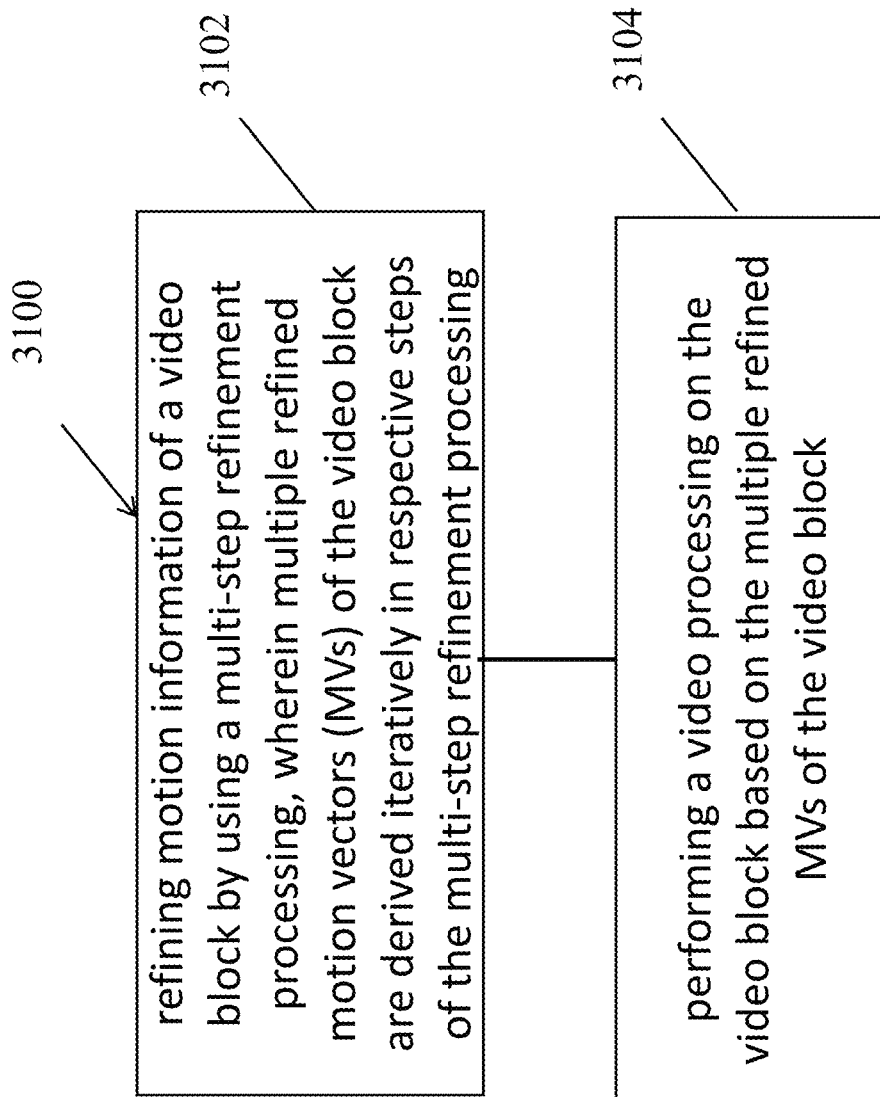 3100
refining motion information of a video
block by using a multi-step refinement
processing, wherein multiple refined
motion vectors (MVs) of the video block
are derived iteratively in respective steps
of the multi-step refinement processing
3102
performing a video processing on the
video block based on the multiple refined
MVs of the video block
3104